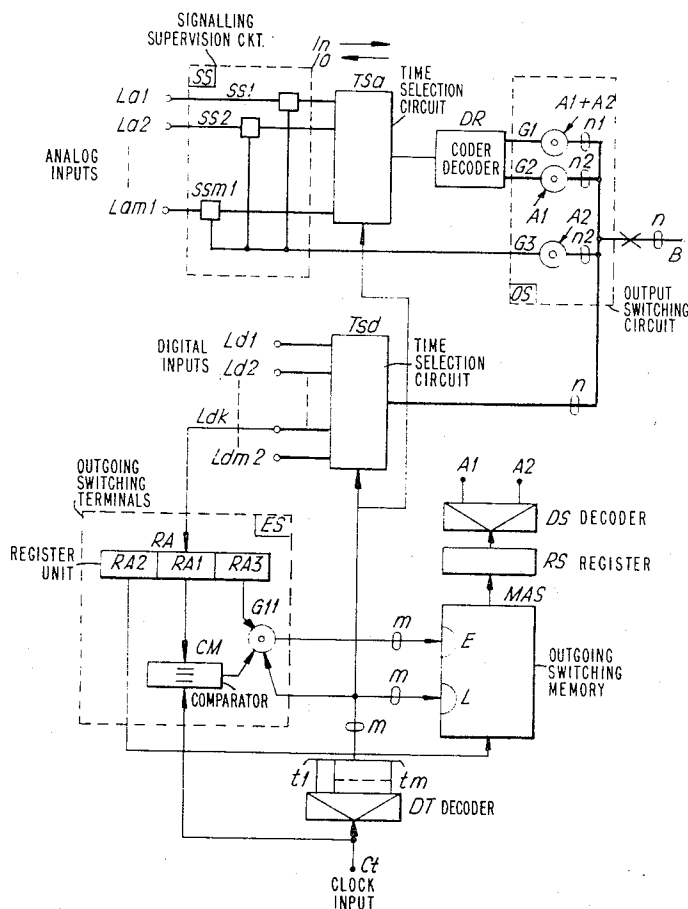 SIGNALLING
SUPERVISION CKT.
In
Io
SS
TSa
TIME
SELECTION
CIRCUIT
La1
SS1
La2
SS2
ANALOG
INPUTS
Lam1
SSm1
DR
CODER
DECODER
G1
A1+A2
n1
G2
n2
A1
A2
G3
n2
n
B
OS
OUTPUT
SWITCHING
CIRCUIT
Tsd
DIGITAL
INPUTS
Ld1
Ld2
Ldk
Ldm2
TIME
SELECTION
CIRCUIT
n
OUTGOING
SWITCHING
TERMINALS
ES
A1
A2
DS DECODER
RS REGISTER
REGISTER
UNIT
RA
RA2
RA1
RA3
G11
MAS
m
E
CM
COMPARATOR
m
L
OUTGOING
SWITCHING
MEMORY
m
t1
tm
DT DECODER
Ct
CLOCK
INPUT